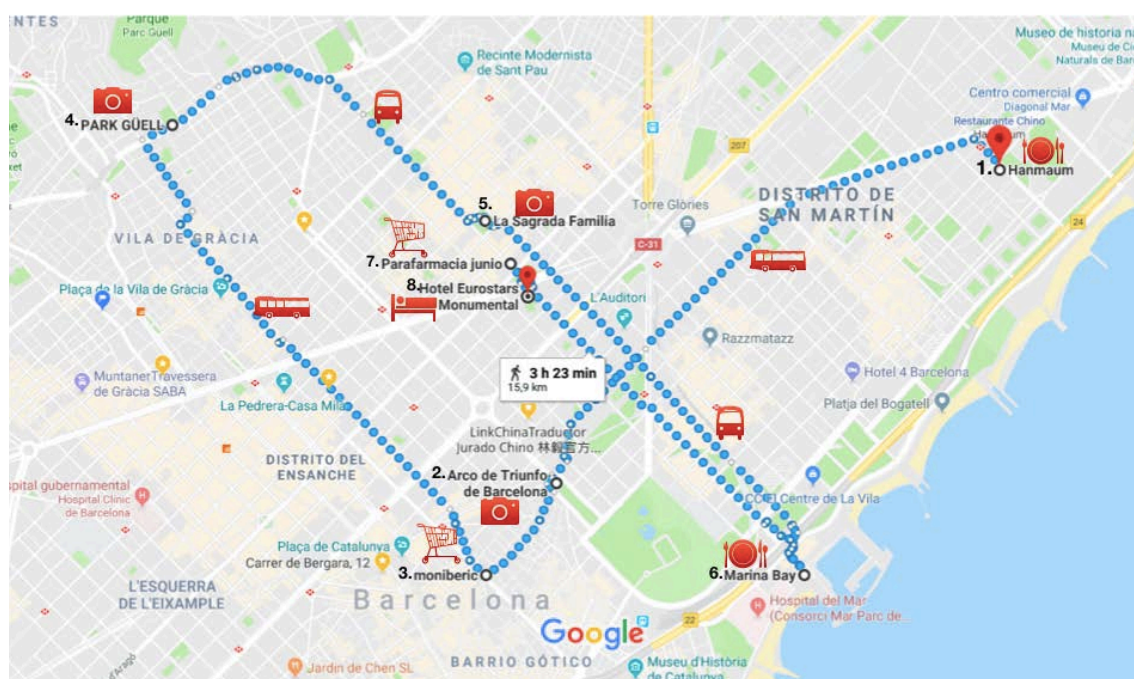 NTES
Parque
Parc Guell
Recinte Modernista
de Sant Pau
Museo de historia na
Museu de Cie
Naturals de Bar
Centro comercial
Diagonal Mar
Restaurante Chino
4. PARK GÜELL
207
1. Hanmaum
DISTRITO DE
SAN MARTÍN
24
5. La Sagrada Familia
Torre Glòries
C-31
VILA DE GRÀCIA
7. Parafarmacia junio
8. Hotel Eurostars
Monumental
Plaça de la Vila de Gràcia
L'Auditori
Razzmatazz
3 h 23 min
15,9 km
Hotel 4 Barcelona
MuntanerTravessera
de Gràcia SABA
La Pedrera-Casa Milà
Platja del Bogatell
LinkChinaTraductor
Jurado Chino 林毅官方...
DISTRITO DEL
ENSANCHE
2. Arco de Triunfo
de Barcelona
spital gubernamental
Hospital Clínic
de Barcelona
CC El Centre de La Vila
Plaça de Catalunya
Carrer de Bergara, 12
3. moniberic
6. Marina Bay
L'ESQUERRA
DE L'EIXAMPLE
Barcelona
Hospital del Mar
(Consorci Mar Parc de...
22
Google
BARRIO GÓTICO
Jardin de Chen SL
Museu d'Història
de Catalunya
d'Aragó